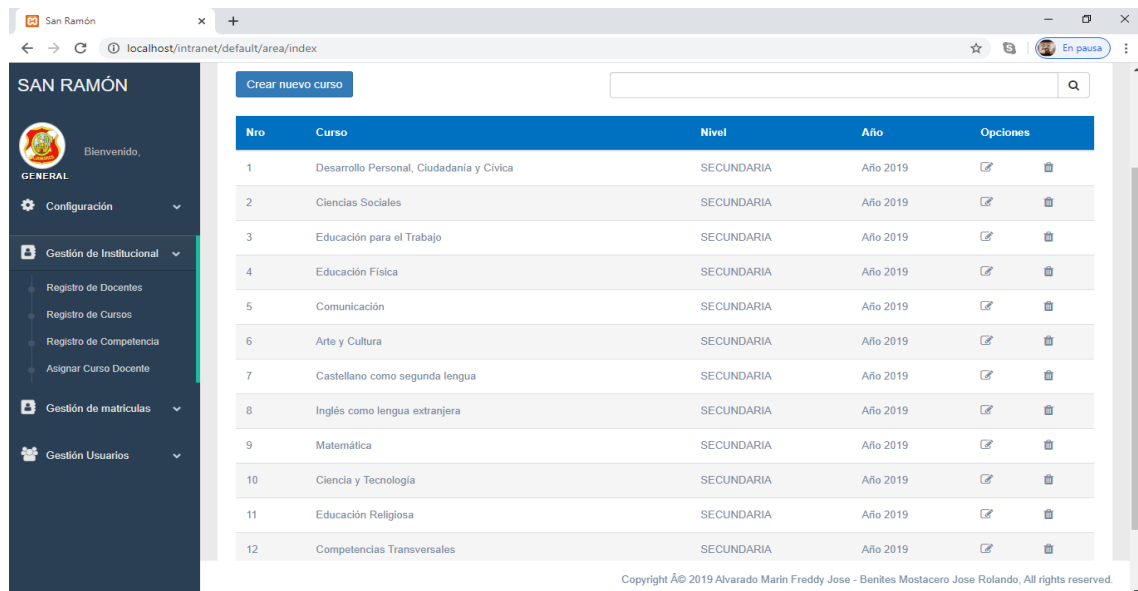 San Ramón
localhost/intranet/default/area/index
En pausa
SAN RAMÓN
Bienvenido,
GENERAL
Configuración
Gestión de Institucional
Registro de Docentes
Registro de Cursos
Registro de Competencia
Asignar Curso Docente
Gestión de matriculas
Gestión Usuarios
Crear nuevo curso
Nro Curso Nivel Año Opciones
1 Desarrollo Personal, Ciudadanía y Cívica SECUNDARIA Año 2019
2 Ciencias Sociales SECUNDARIA Año 2019
3 Educación para el Trabajo SECUNDARIA Año 2019
4 Educación Física SECUNDARIA Año 2019
5 Comunicación SECUNDARIA Año 2019
6 Arte y Cultura SECUNDARIA Año 2019
7 Castellano como segunda lengua SECUNDARIA Año 2019
8 Inglés como lengua extranjera SECUNDARIA Año 2019
9 Matemática SECUNDARIA Año 2019
10 Ciencia y Tecnología SECUNDARIA Año 2019
11 Educación Religiosa SECUNDARIA Año 2019
12 Competencias Transversales SECUNDARIA Año 2019
Copyright Â© 2019 Alvarado Marin Freddy Jose - Benites Mostacero Jose Rolando, All rights reserved.